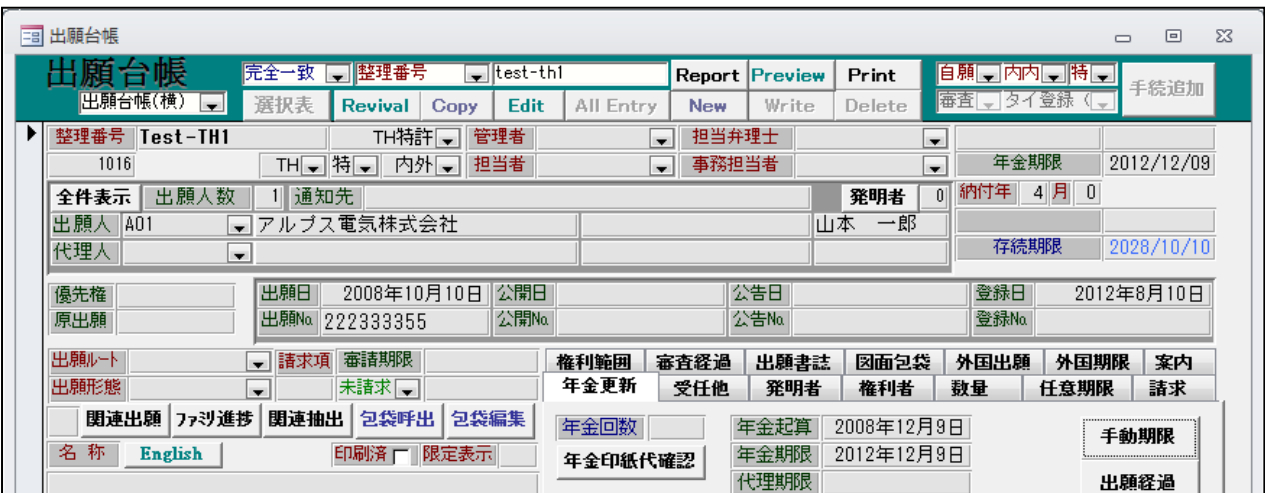 出願台帳
出願台帳 完全一致 整理番号 test-th1 Report Preview Print 自願 内内 特 手続追加
出願台帳(横) 選択表 Revival Copy Edit All Entry New Write Delete 審査 タイ登録（
整理番号 Test-TH1 TH特許 管理者 担当弁理士
1016 TH 特 内外 担当者 事務担当者 年金期限 2012/12/09
全件表示 出願人数 1 通知先 発明者 0 納付年 4 月 0
出願人 A01 アルプス電気株式会社 山本 一郎
代理人 存続期限 2028/10/10
優先権 出願日 2008年10月10日 公開日 公告日 登録日 2012年8月10日
原出願 出願No. 222333355 公開No. 公告No. 登録No.
出願ルート 請求項 審請期限 権利範囲 審査経過 出願書誌 図面包袋 外国出願 外国期限 案内
出願形態 未請求 年金更新 受任他 発明者 権利者 数量 任意期限 請求
関連出願 ファミリ進捗 関連抽出 包袋呼出 包袋編集 年金回数 年金起算 2008年12月9日 手動期限
名 称 English 印刷済 限定表示 年金印紙代確認 年金期限 2012年12月9日
代理期限 出願経過